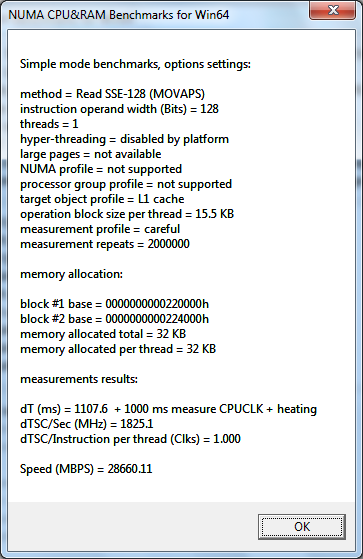 NUMA CPU&RAM Benchmarks for Win64
Simple mode benchmarks, options settings:
method = Read SSE-128 (MOVAPS)
instruction operand width (Bits) = 128
threads = 1
hyper-threading = disabled by platform
large pages = not available
NUMA profile = not supported
processor group profile = not supported
target object profile = L1 cache
operation block size per thread = 15.5 KB
measurement profile = careful
measurement repeats = 2000000
memory allocation:
block #1 base = 0000000000220000h
block #2 base = 0000000000224000h
memory allocated total = 32 KB
memory allocated per thread = 32 KB
measurements results:
dT (ms) = 1107.6  + 1000 ms measure CPUCLK + heating
dTSC/Sec (MHz) = 1825.1
dTSC/Instruction per thread (Clks) = 1.000
Speed (MBPS) = 28660.11
OK